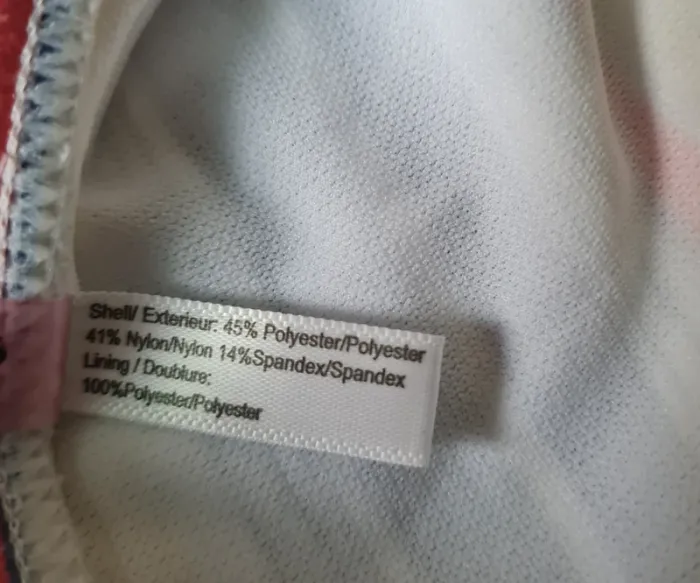 Shell/ Exterieur: 45% Polyester/Polyester
41% Nylon/Nylon 14%Spandex/Spandex
Lining / Doublure:
100%Polyester/Polyester